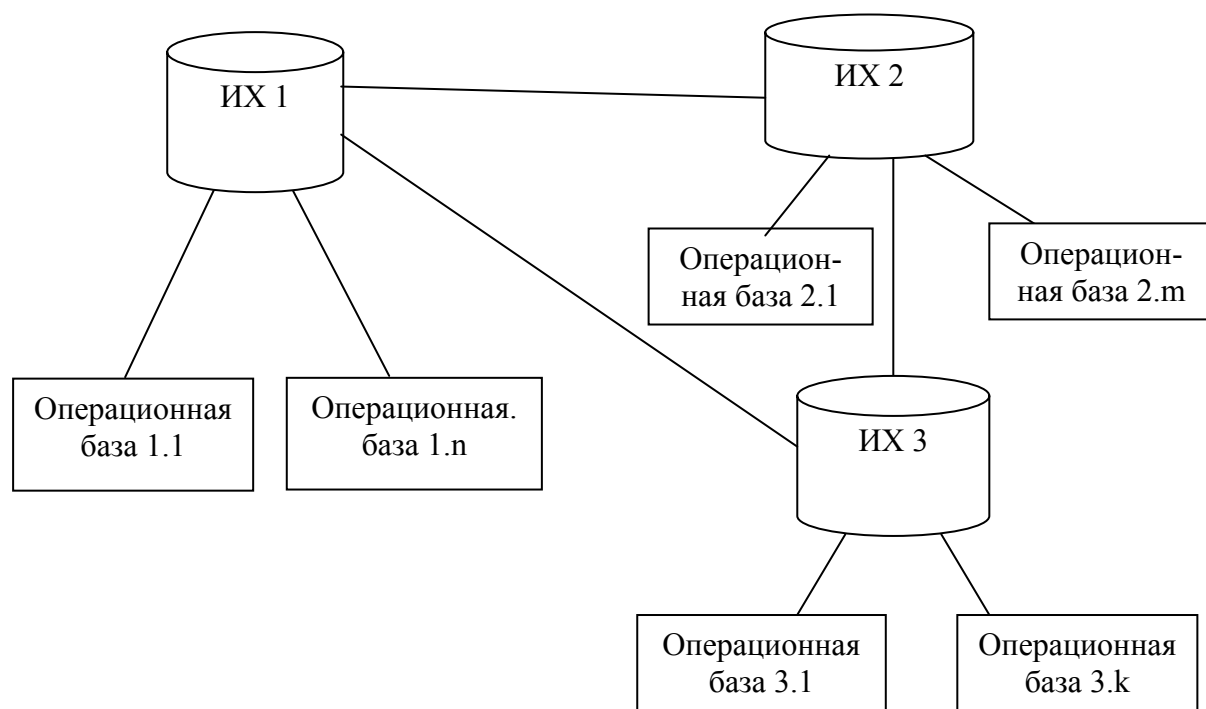 ИХ 1
ИХ 2
Операцион-
ная база 2.1
Операцион-
ная база 2.m
Операционная
база 1.1
Операционная.
база 1.n
ИХ 3
Операционная
база 3.1
Операционная
база 3.k